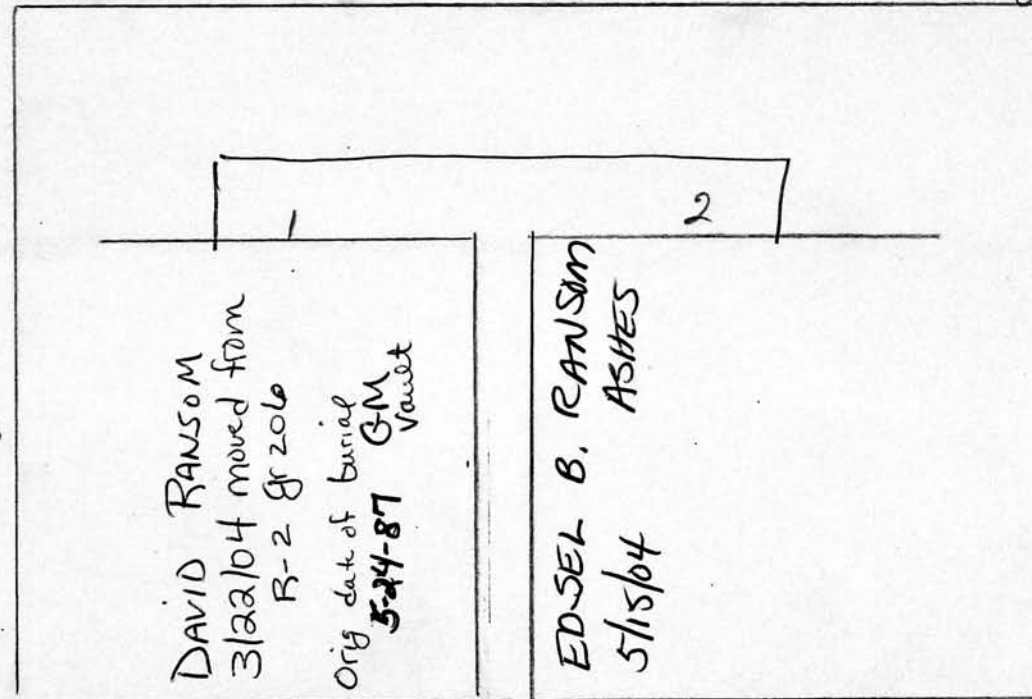 1
DAVID RANSOM
3/22/04 moved from
R-2 gr 206
Orig date of burial
5-24-87 GM
Vault
2
EDSEL B. RANSOM
5/15/04 ASHES